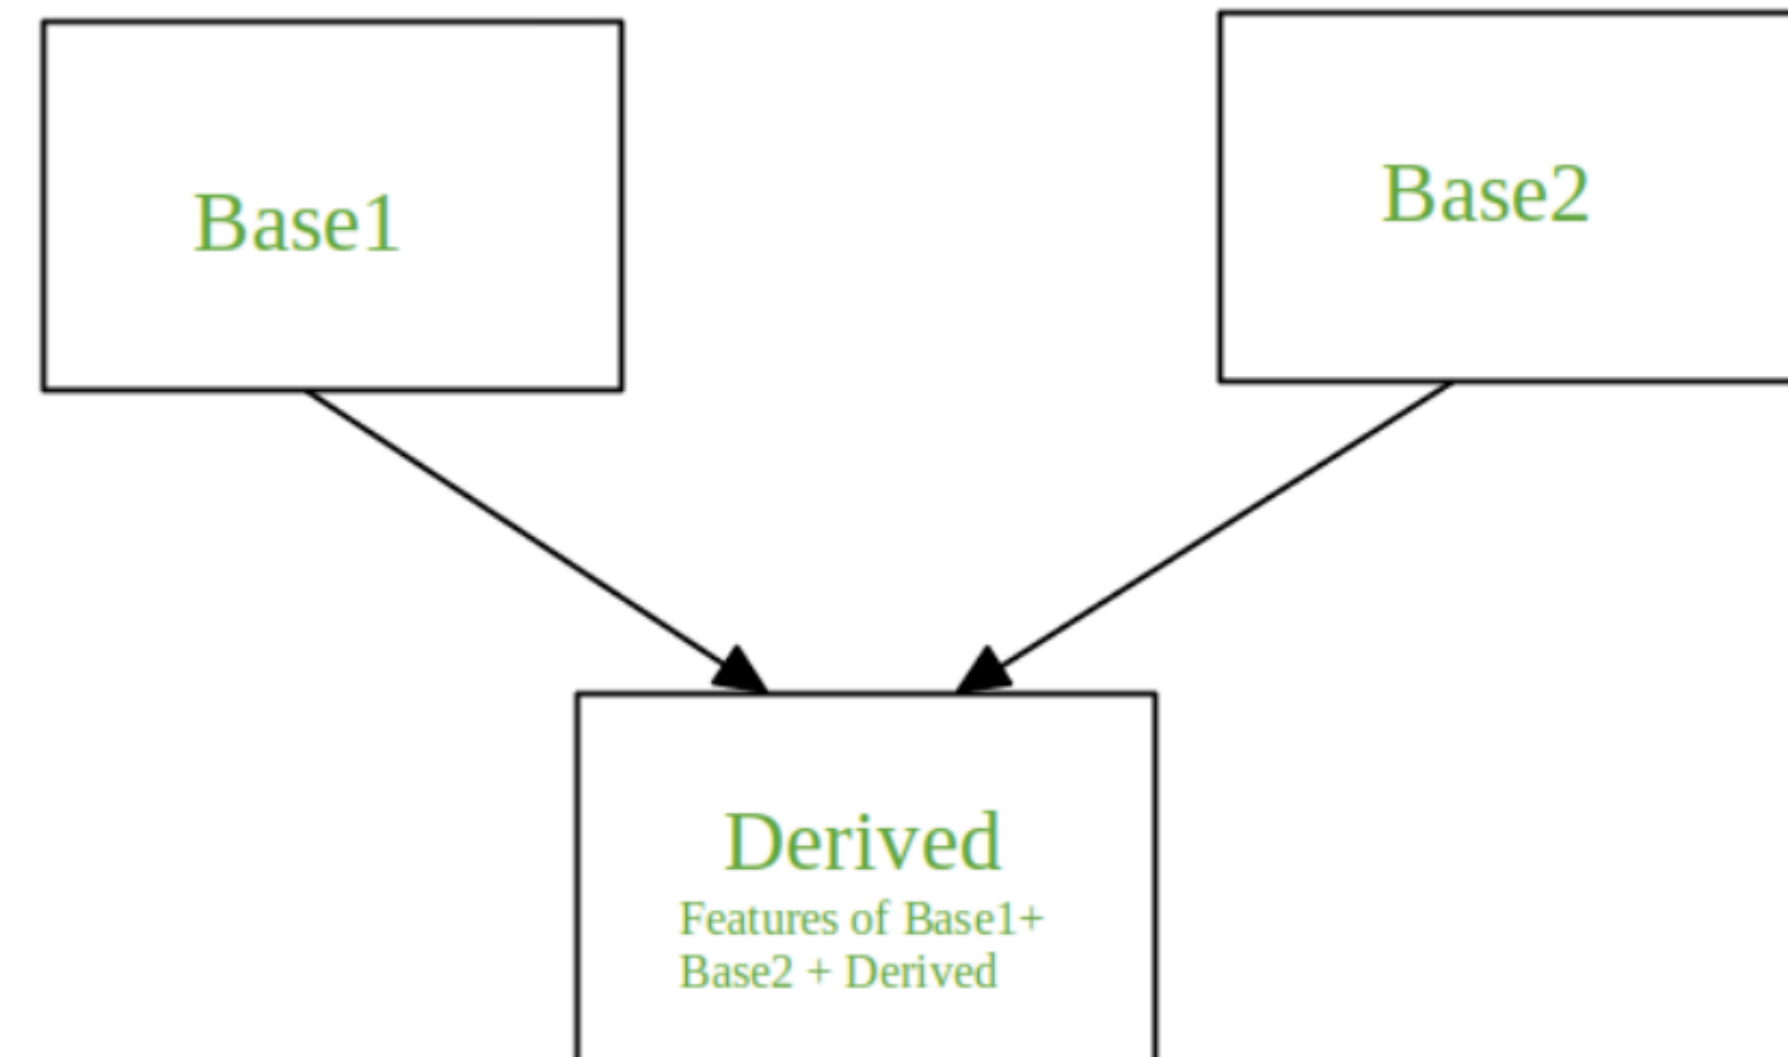 Base1
Base2
Derived
Features of Base1+
Base2 + Derived